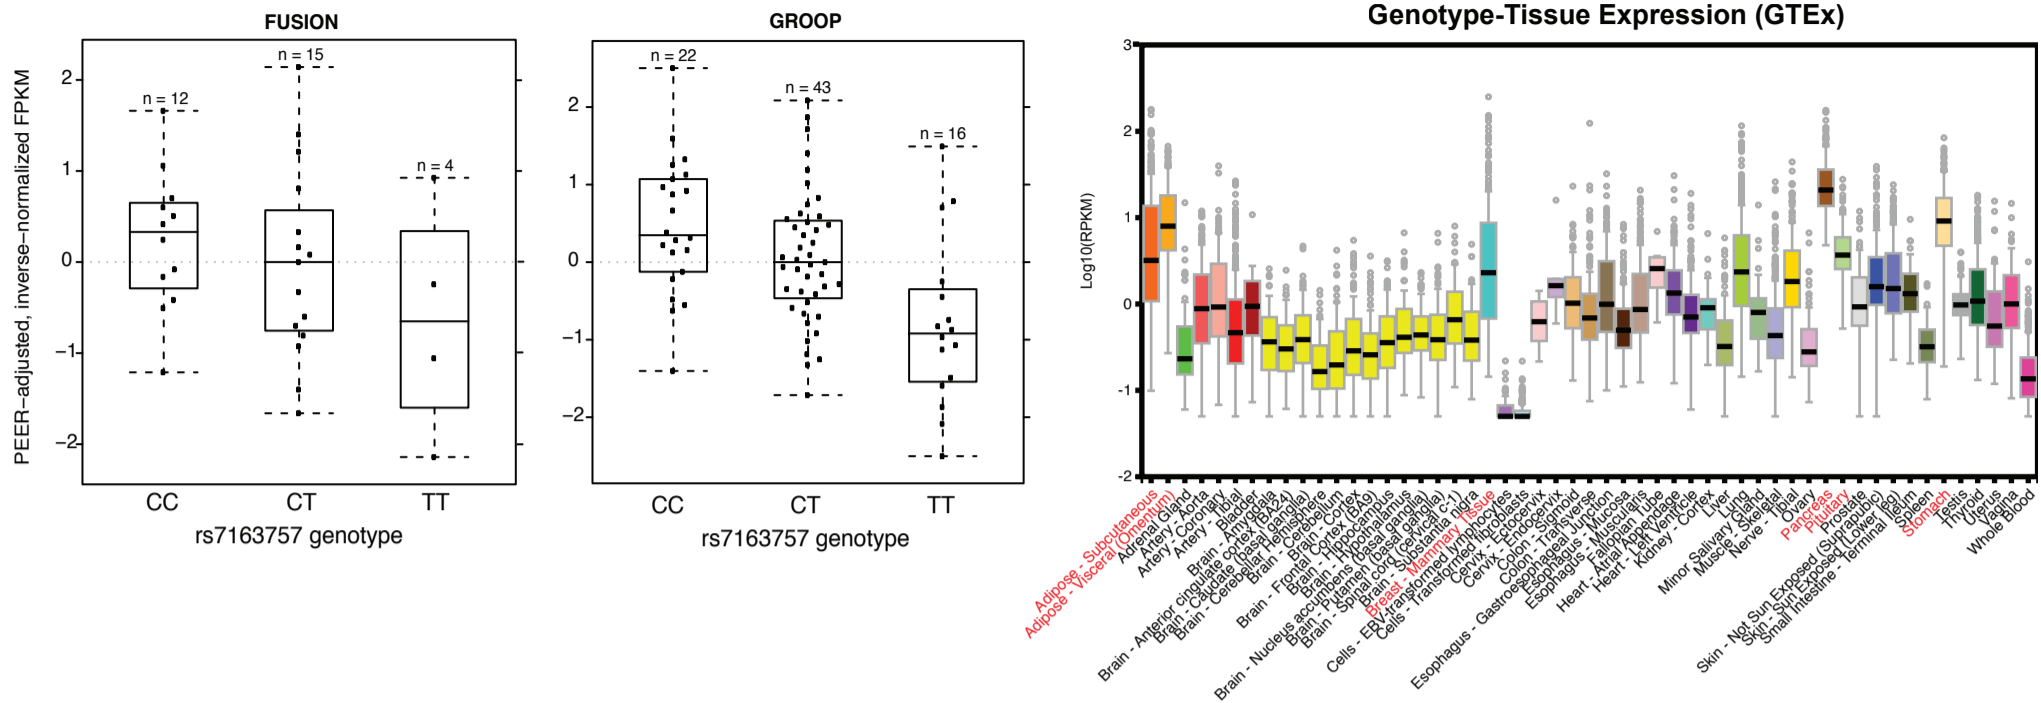 FUSION
PEER−adjusted, inverse−normalized FPKM
2
1
0
−1
−2
n = 12
n = 15
n = 4
CC
CT
TT
rs7163757 genotype
GROOP
2
1
0
−1
−2
n = 22
n = 43
n = 16
CC
CT
TT
rs7163757 genotype
Genotype-Tissue Expression (GTEx)
Log10(RPKM)
3
2
1
0
-1
-2
Adipose - Subcutaneous
Adipose - Visceral (Omentum)
Adrenal Gland
Artery - Aorta
Artery - Coronary
Artery - Tibial
Bladder
Brain - Amygdala
Brain - Anterior cingulate cortex (BA24)
Brain - Caudate (basal ganglia)
Brain - Cerebellar Hemisphere
Brain - Cerebellum
Brain - Cortex
Brain - Frontal Cortex (BA9)
Brain - Hippocampus
Brain - Hypothalamus
Brain - Nucleus accumbens (basal ganglia)
Brain - Putamen (basal ganglia)
Brain - Spinal cord (cervical c-1)
Brain - Substantia nigra
Breast - Mammary Tissue
Cells - EBV-transformed lymphocytes
Cells - Transformed fibroblasts
Cervix - Ectocervix
Cervix - Endocervix
Colon - Sigmoid
Colon - Transverse
Esophagus - Gastroesophageal Junction
Esophagus - Mucosa
Esophagus - Muscularis
Fallopian Tube
Heart - Atrial Appendage
Heart - Left Ventricle
Kidney - Cortex
Liver
Lung
Minor Salivary Gland
Muscle - Skeletal
Nerve - Tibial
Ovary
Pancreas
Pituitary
Prostate
Skin - Not Sun Exposed (Suprapubic)
Skin - Sun Exposed (Lower leg)
Small Intestine - Terminal Ileum
Spleen
Stomach
Testis
Thyroid
Uterus
Vagina
Whole Blood